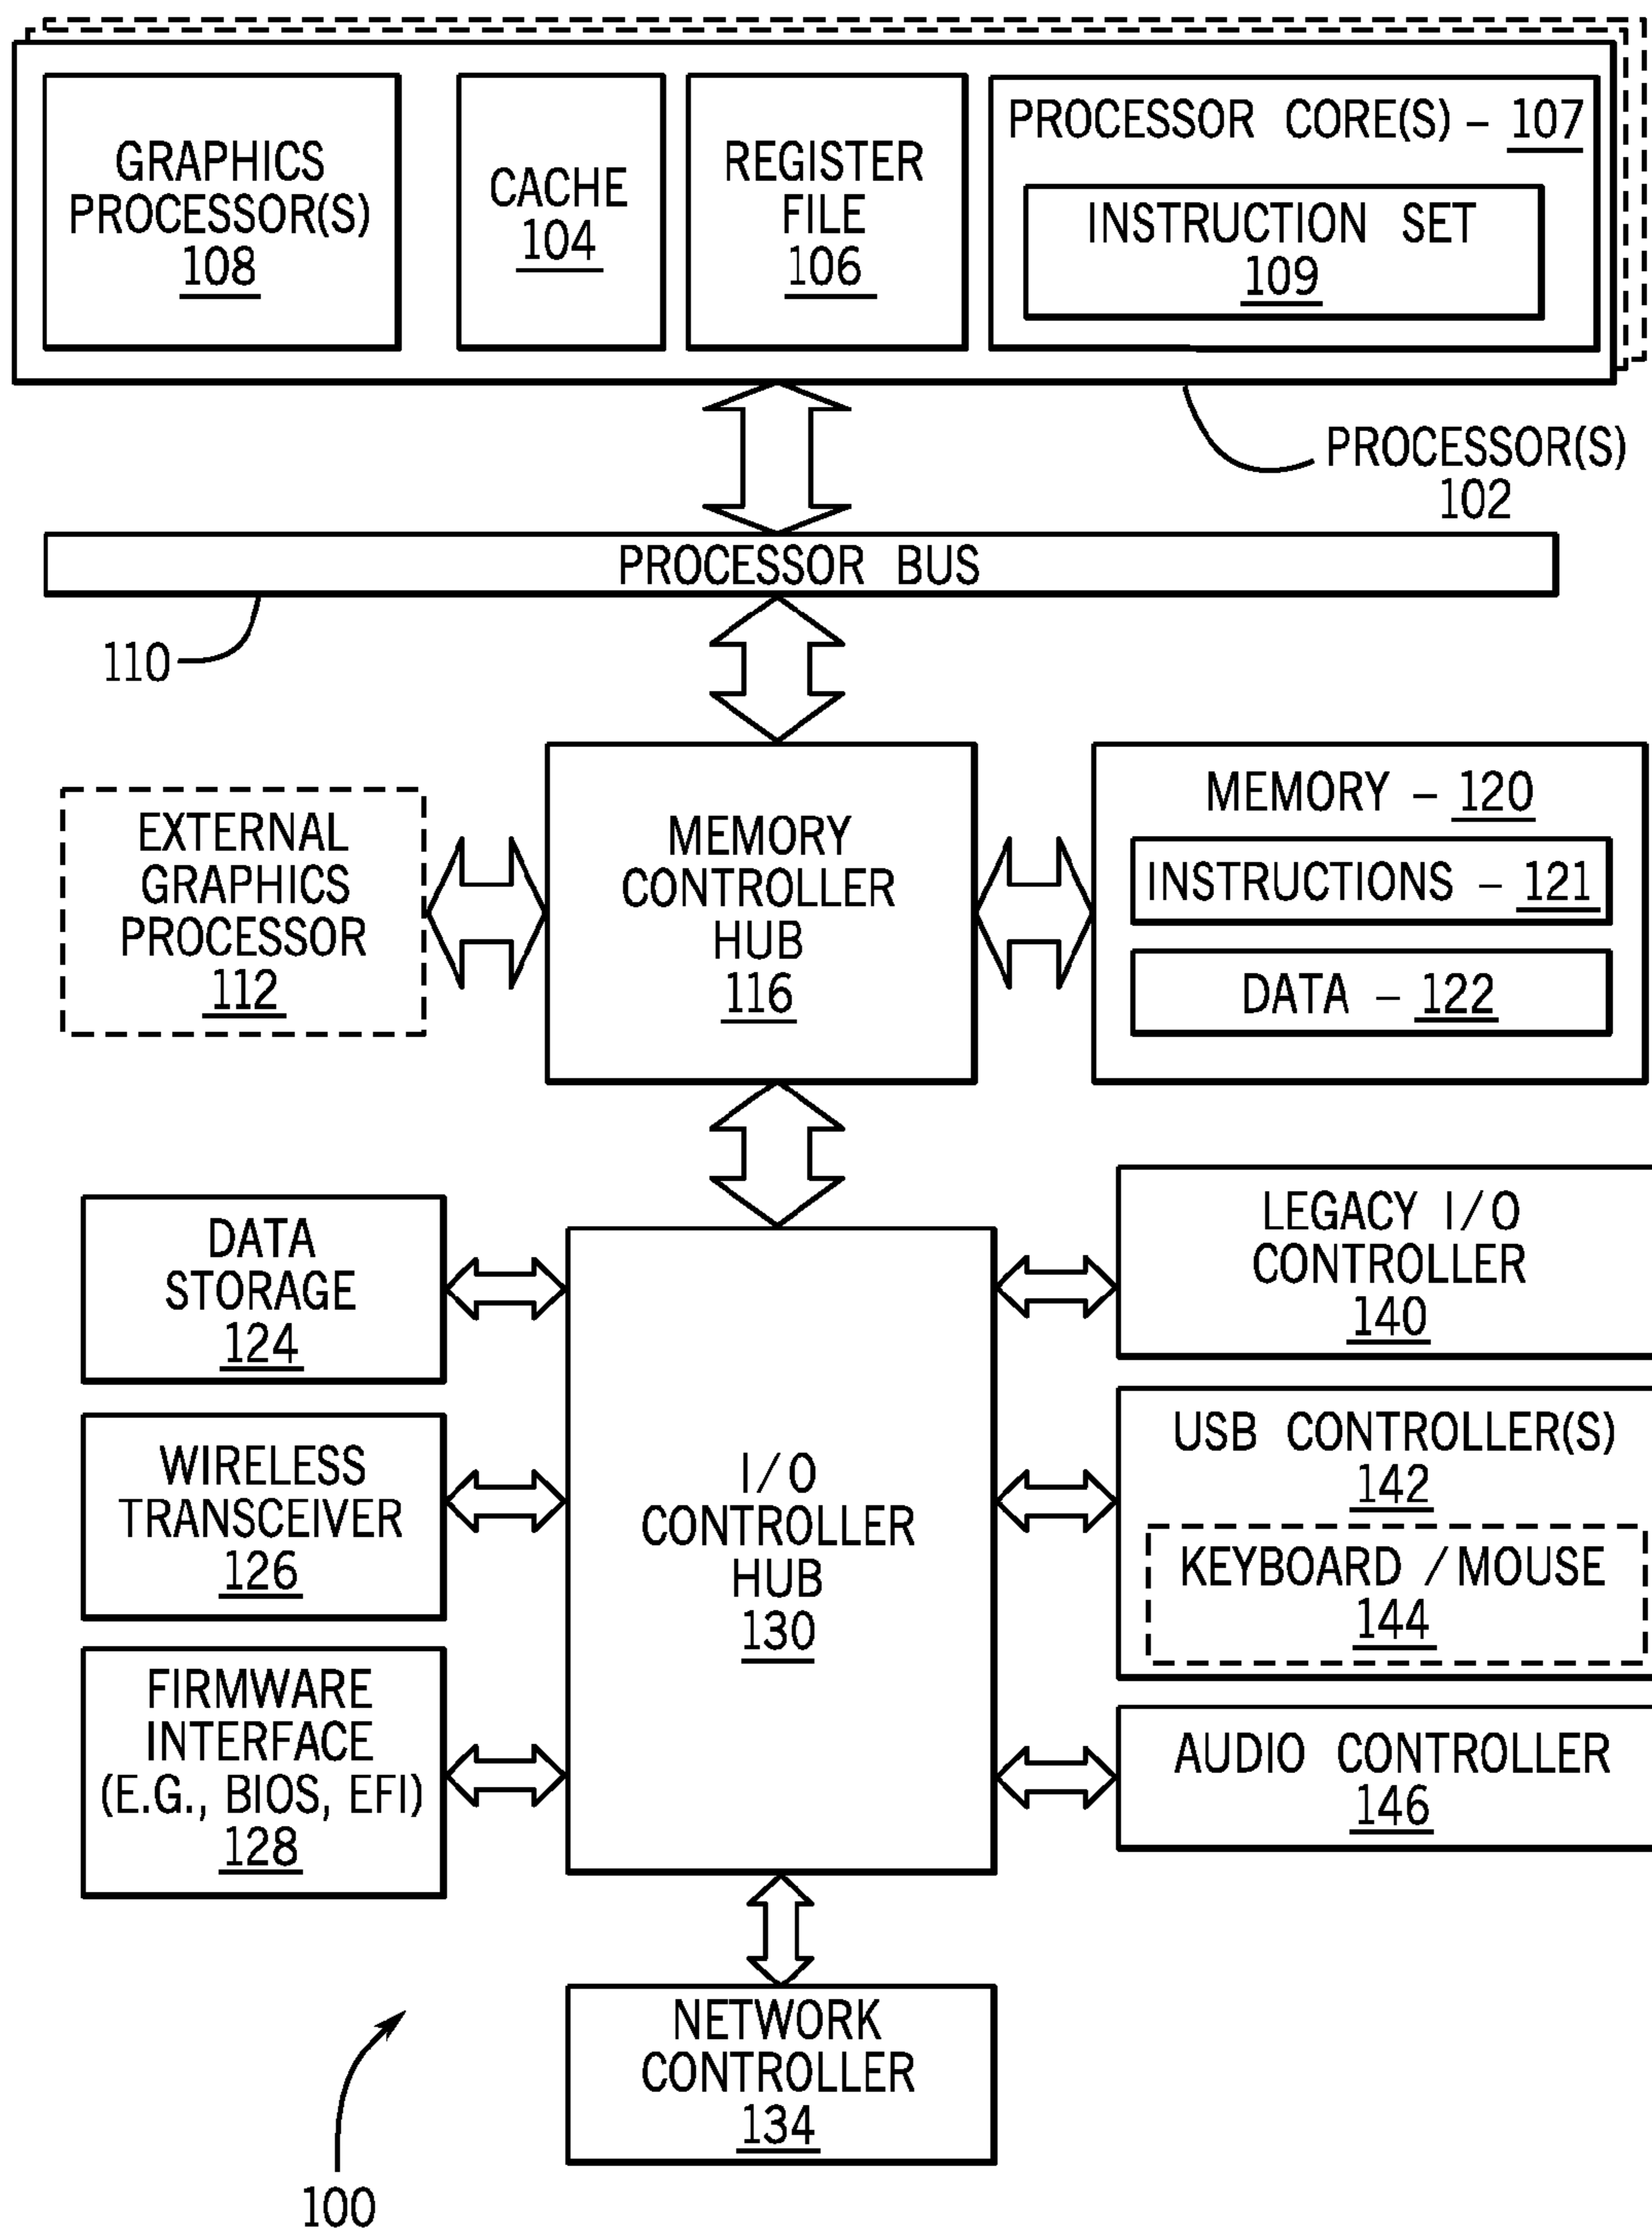 GRAPHICS
PROCESSOR(S)
108
CACHE
104
REGISTER
FILE
106
PROCESSOR CORE(S) – 107
INSTRUCTION SET
109
PROCESSOR(S)
102
PROCESSOR BUS
110
EXTERNAL
GRAPHICS
PROCESSOR
112
MEMORY
CONTROLLER
HUB
116
MEMORY – 120
INSTRUCTIONS – 121
DATA – 122
DATA
STORAGE
124
WIRELESS
TRANSCEIVER
126
FIRMWARE
INTERFACE
(E.G., BIOS, EFI)
128
I/O
CONTROLLER
HUB
130
LEGACY I/O
CONTROLLER
140
USB CONTROLLER(S)
142
KEYBOARD /MOUSE
144
AUDIO CONTROLLER
146
NETWORK
CONTROLLER
134
100